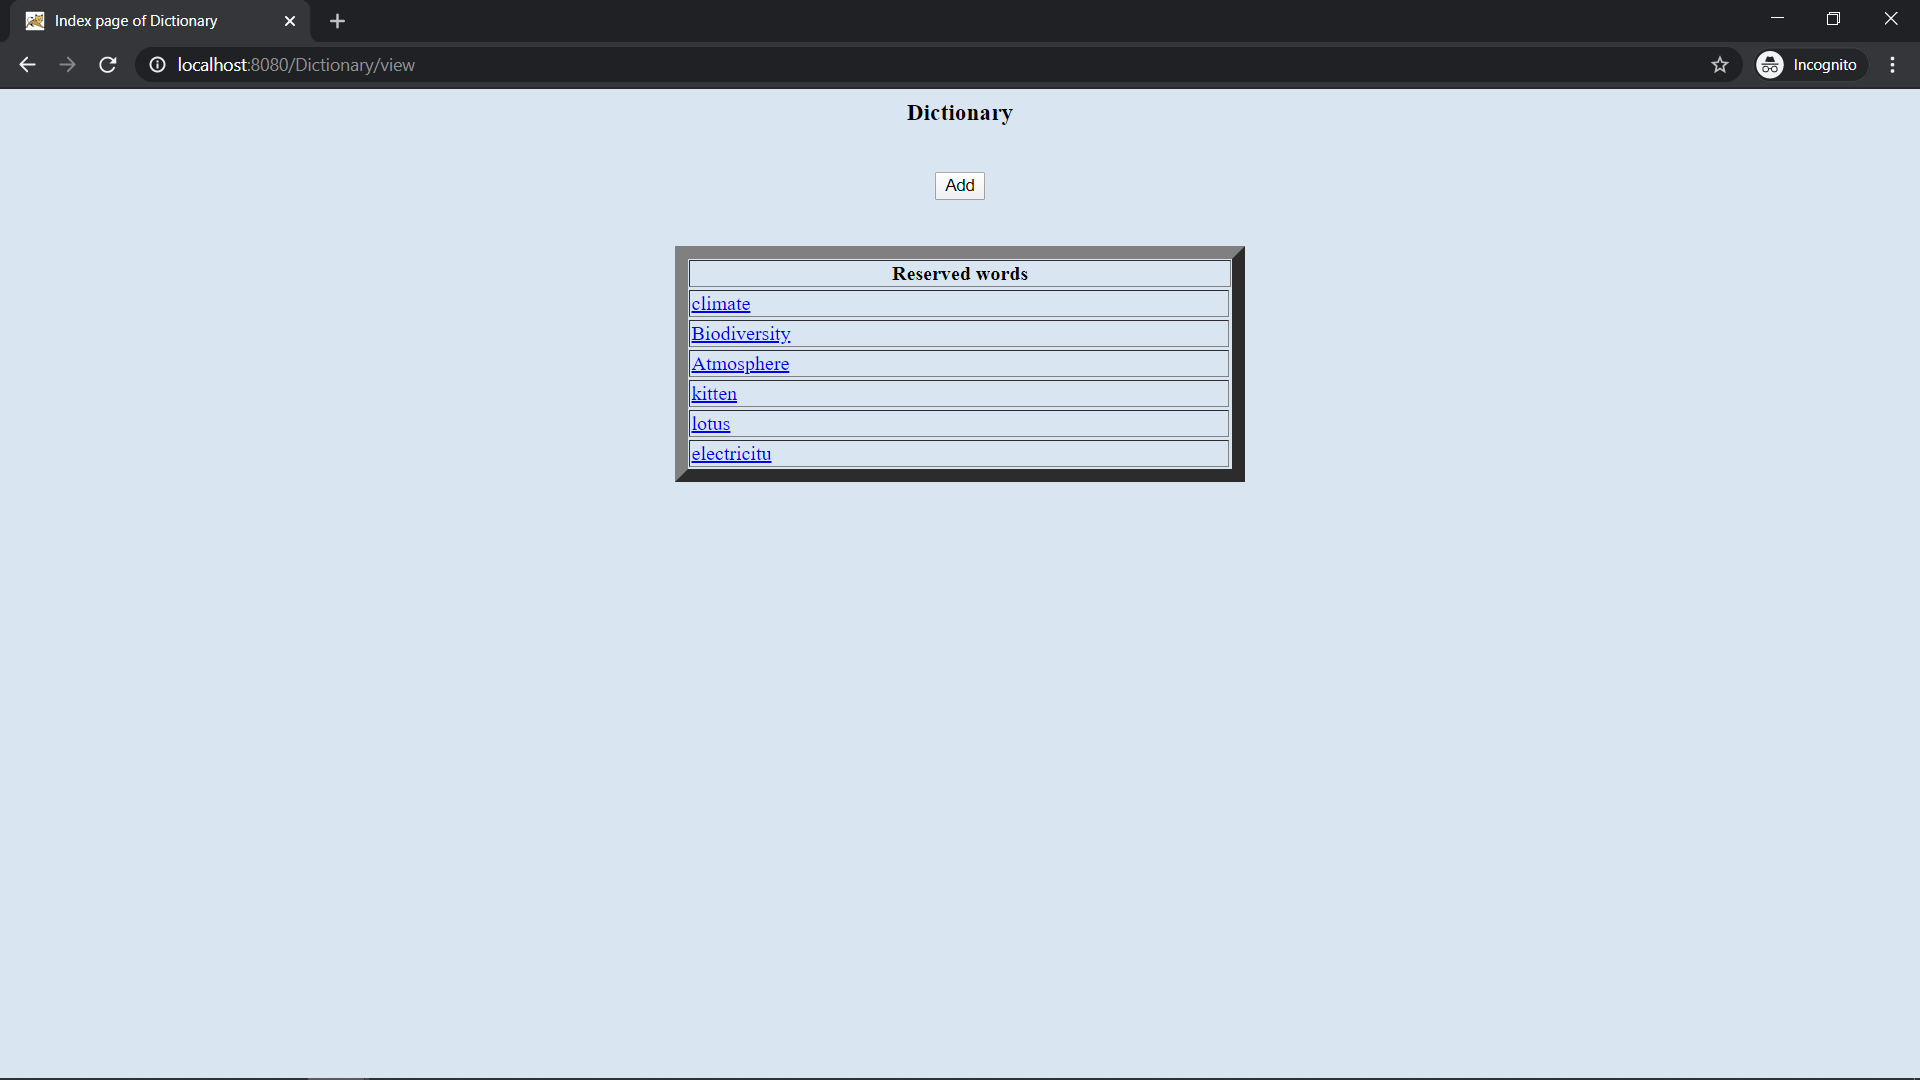 Index page of Dictionary
localhost:8080/Dictionary/view
Incognito
Dictionary
Add
Reserved words
climate
Biodiversity
Atmosphere
kitten
lotus
electricitu